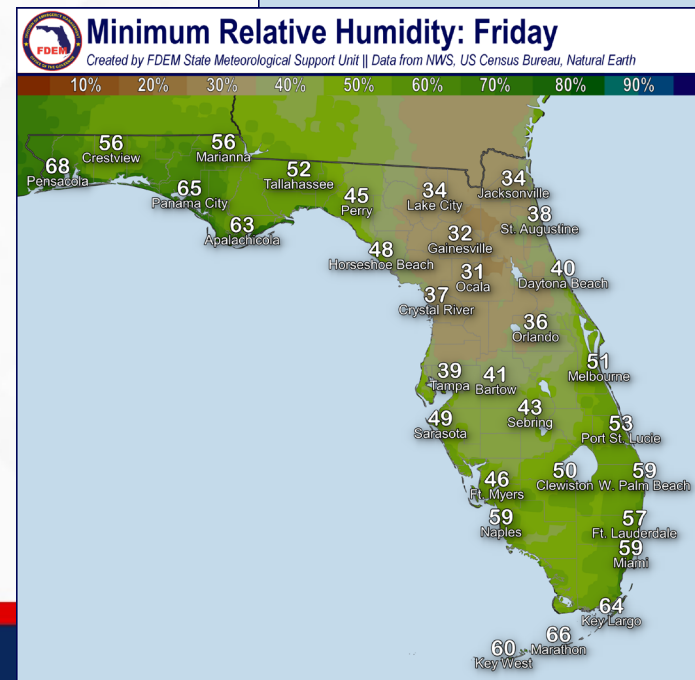 FDEM
Minimum Relative Humidity: Friday
Created by FDEM State Meteorological Support Unit || Data from NWS, US Census Bureau, Natural Earth
10% 20% 30% 40% 50% 60% 70% 80% 90%
56
Crestview
56
Marianna
68
Pensacola
52
Tallahassee
65
Panama City
45
Perry
34
Lake City
34
Jacksonville
63
Apalachicola
38
St. Augustine
32
Gainesville
48
Horseshoe Beach
31
Ocala
40
Daytona Beach
37
Crystal River
36
Orlando
51
Melbourne
39
Tampa
41
Bartow
49
Sarasota
43
Sebring
53
Port St. Lucie
46
Ft. Myers
50
Clewiston
59
W. Palm Beach
59
Naples
57
Ft. Lauderdale
59
Miami
64
Key Largo
66
Marathon
60
Key West